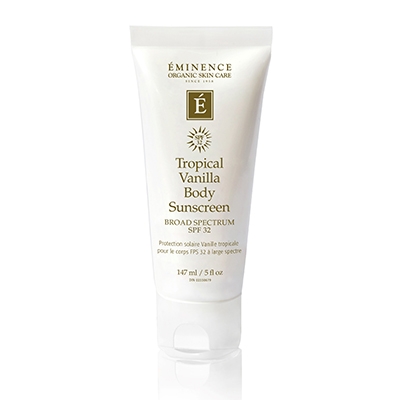 ÉMINENCE
ORGANIC SKIN CARE
SINCE 1958
É
SPF
32
Tropical
Vanilla
Body
Sunscreen
BROAD SPECTRUM
SPF 32
Protection solaire Vanille tropicale
pour le corps FPS 32 à large spectre
147 ml / 5 fl oz